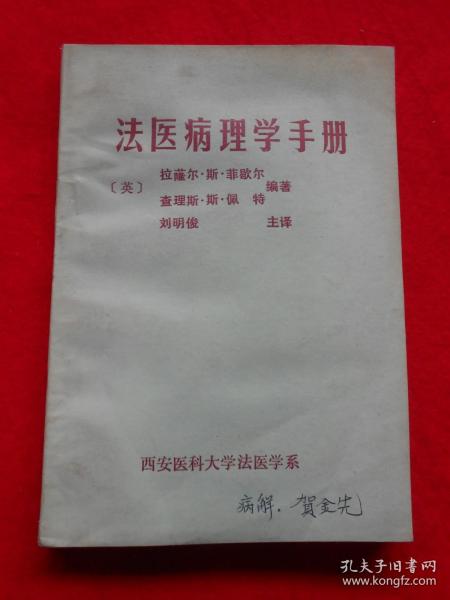 法医病理学手册
〔英〕 拉蓶尔·斯·菲歇尔 编著
查理斯·斯·佩 特
刘明俊 主译
西安医科大学法医学系
病解．贺金先
孔夫子旧书网
www.kongfz.com